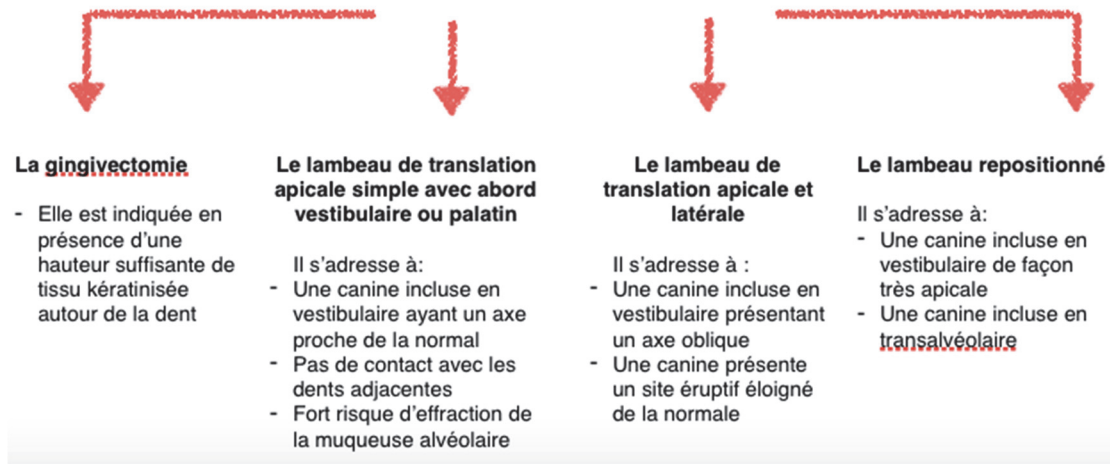 La gingivectomie
- Elle est indiquée en
présence d'une
hauteur suffisante de
tissu kératinisée
autour de la dent
Le lambeau de translation
apicale simple avec abord
vestibulaire ou palatin
Il s'adresse à:
- Une canine incluse en
vestibulaire ayant un axe
proche de la normal
- Pas de contact avec les
dents adjacentes
- Fort risque d'effraction de
la muqueuse alvéolaire
Le lambeau de
translation apicale et
latérale
Il s'adresse à :
- Une canine incluse en
vestibulaire présentant
un axe oblique
- Une canine présente
un site éruptif éloigné
de la normale
Le lambeau repositionné
Il s'adresse à:
- Une canine incluse en
vestibulaire de façon
très apicale
- Une canine incluse en
transalvéolaire